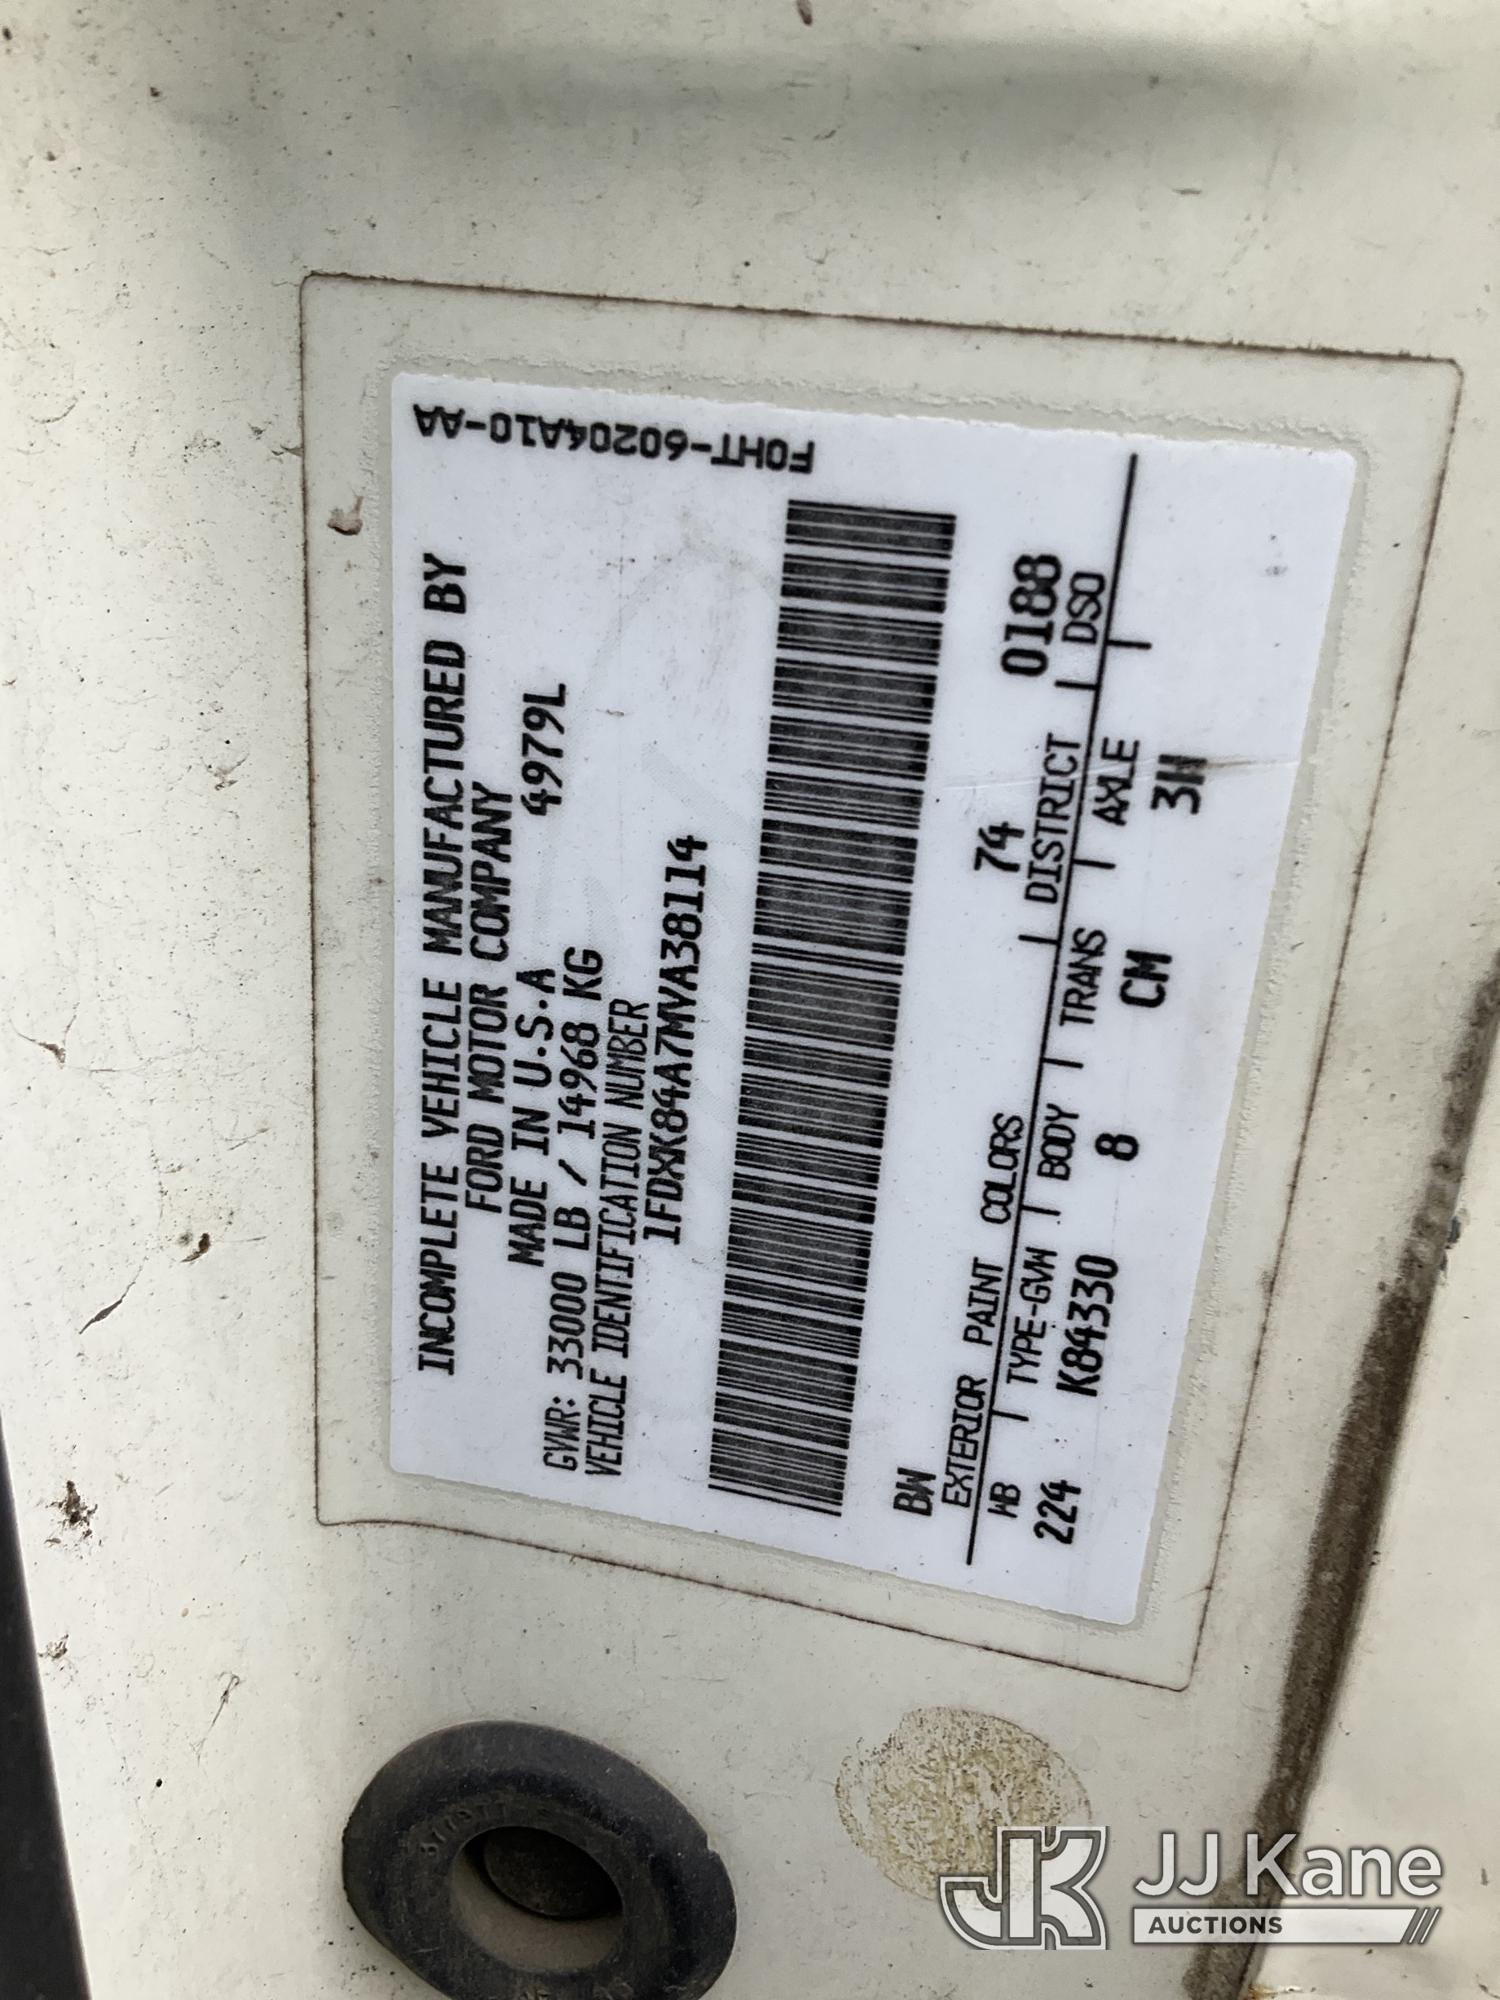 F0HT-60204A10-AA
INCOMPLETE VEHICLE MANUFACTURED BY
FORD MOTOR COMPANY
MADE IN U.S.A
4979L
GVWR: 33000 LB / 14968 KG
VEHICLE IDENTIFICATION NUMBER
1FDXK84A7MVA38114
BW 74 0188
EXTERIOR PAINT COLORS DISTRICT DSO
WB TYPE-GVW BODY TRANS AXLE
224 K84330 8 CM 3H
JK JJ Kane
AUCTIONS